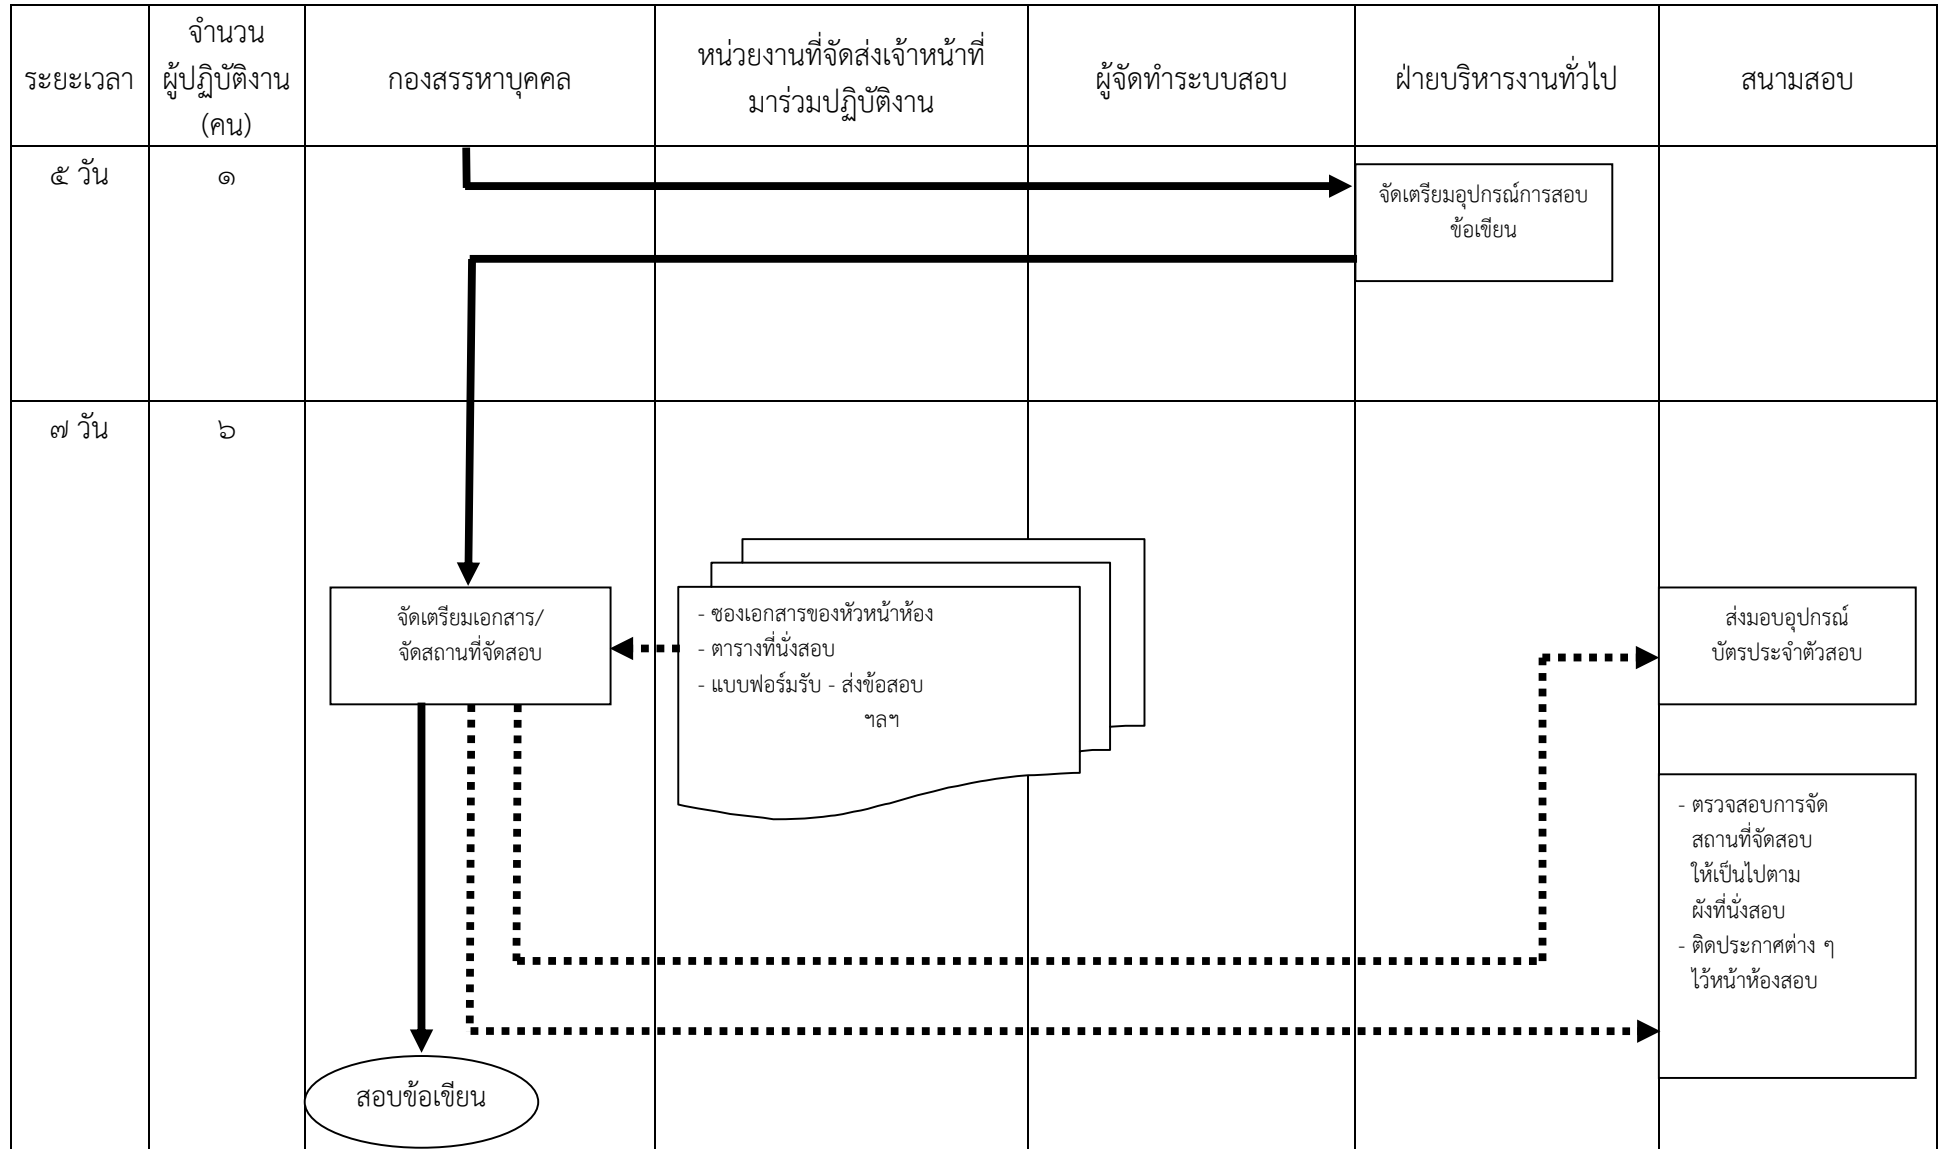 ระยะเวลา
จำนวน
ผู้ปฏิบัติงาน
(คน)
กองสรรหาบุคคล
หน่วยงานที่จัดส่งเจ้าหน้าที่
มาร่วมปฏิบัติงาน
ผู้จัดทำระบบสอบ
ฝ่ายบริหารงานทั่วไป
สนามสอบ
๕ วัน
๑
จัดเตรียมอุปกรณ์การสอบ
ข้อเขียน
๗ วัน
๖
จัดเตรียมเอกสาร/
จัดสถานที่จัดสอบ
- ซองเอกสารของหัวหน้าห้อง
- ตารางที่นั่งสอบ
- แบบฟอร์มรับ - ส่งข้อสอบ
ฯลฯ
ส่งมอบอุปกรณ์
บัตรประจำตัวสอบ
- ตรวจสอบการจัด
สถานที่จัดสอบ
ให้เป็นไปตาม
ผังที่นั่งสอบ
- ติดประกาศต่าง ๆ
ไว้หน้าห้องสอบ
สอบข้อเขียน